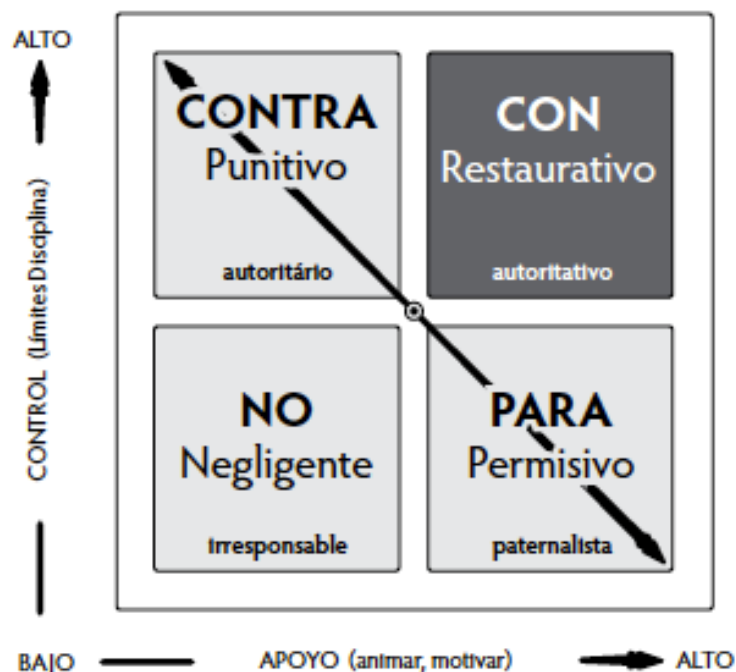 ALTO
CONTROL (Límites Disciplina)
CONTRA
Punitivo
autoritário
CON
Restaurativo
autoritativo
NO
Negligente
irresponsable
PARA
Permisivo
paternalista
BAJO
APOYO (animar, motivar)
ALTO